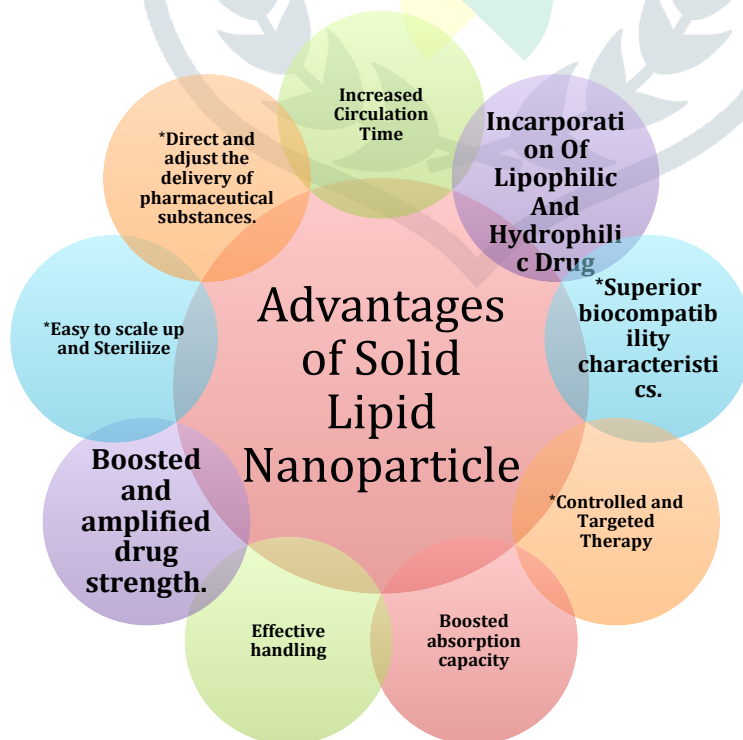 Increased
Circulation
Time
Incarporati
on Of
Lipophilic
And
Hydrophili
c Drug
*Superior
biocompatib
ility
characteristi
cs.
*Controlled and
Targeted
Therapy
Boosted
absorption
capacity
Effective
handling
Boosted
and
amplified
drug
strength.
*Easy to scale up
and Steriliize
*Direct and
adjust the
delivery of
pharmaceutical
substances.
Advantages
of Solid
Lipid
Nanoparticle